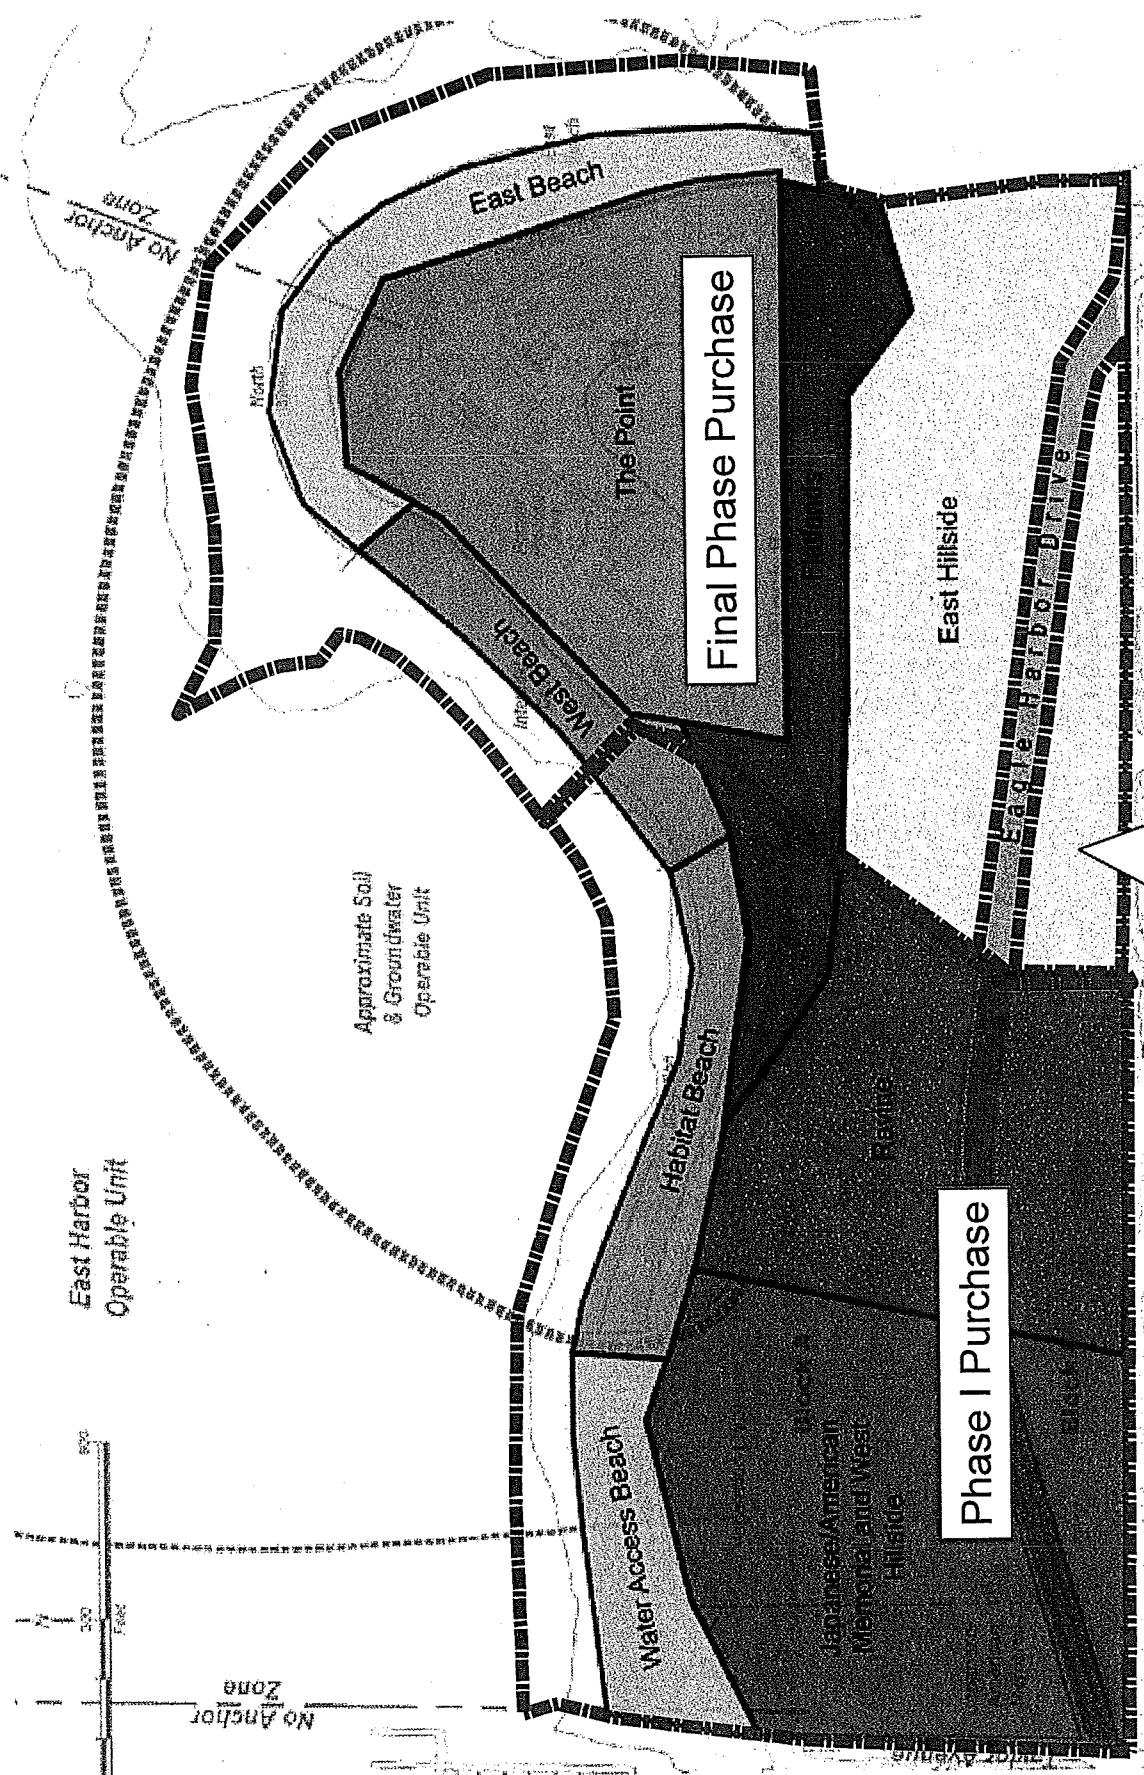 East Harbor
Operable Unit
Approximate Soil
& Groundwater
Operable Unit
No Anchor
Zone
No Anchor
Zone
Feet
North
East Beach
West Beach
Habitat Beach
Water Access Beach
The Point
Final Phase Purchase
East Hillside
Eagle Harbor Drive
Ravine
Phase I Purchase
Japanese/American
Memorial and West
Hillside
Taylor Avenue